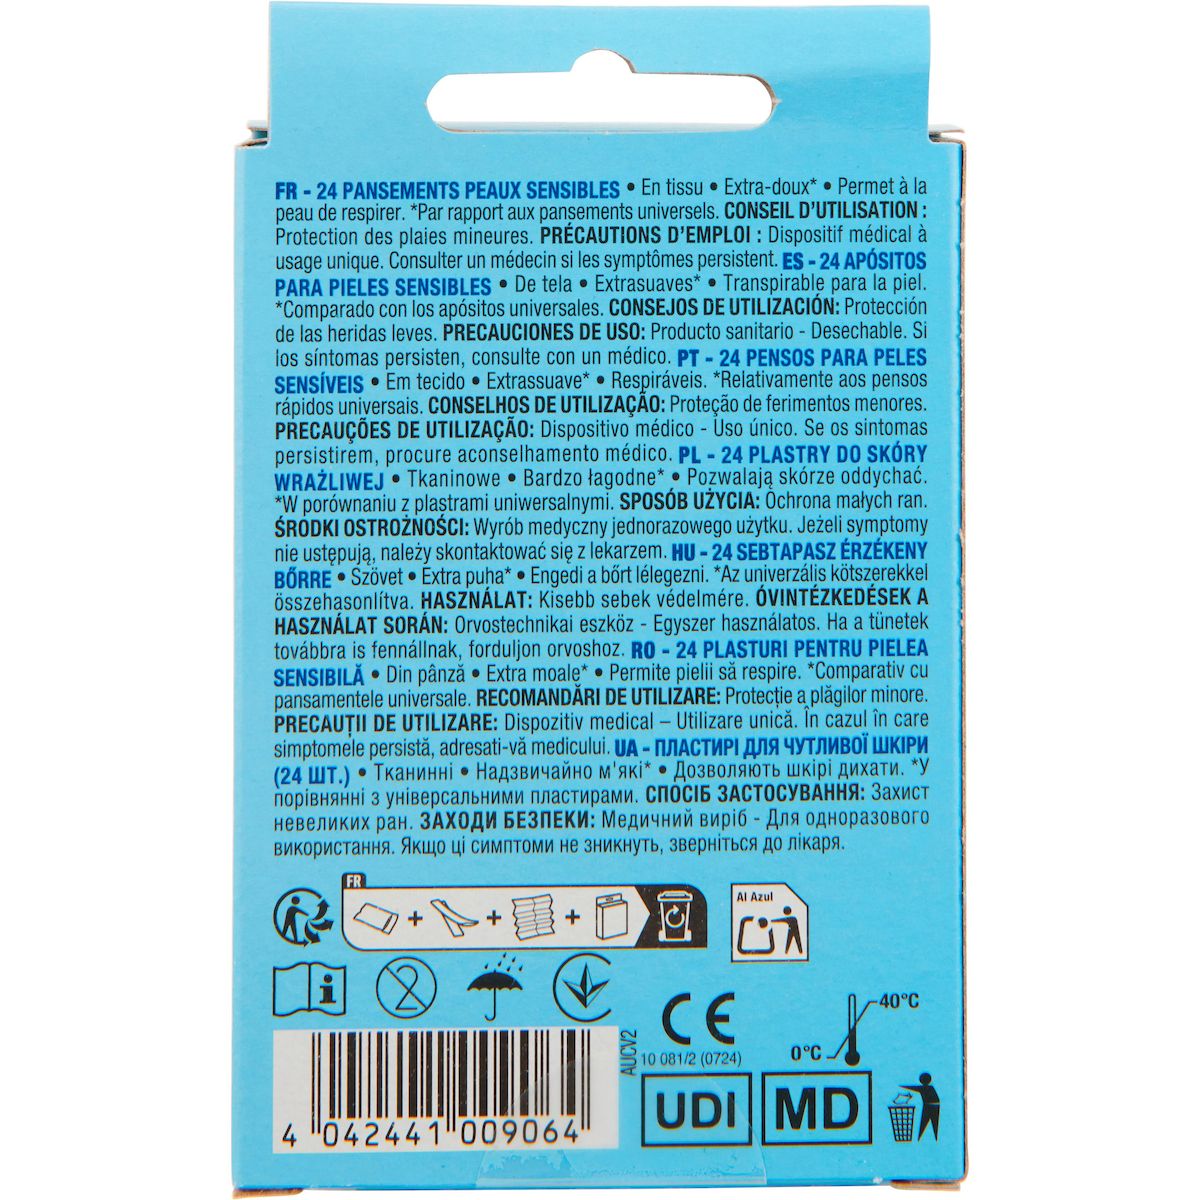 FR - 24 PANSEMENTS PEAUX SENSIBLES • En tissu • Extra-doux* • Permet à la
peau de respirer. *Par rapport aux pansements universels. CONSEIL D'UTILISATION :
Protection des plaies mineures. PRÉCAUTIONS D'EMPLOI : Dispositif médical à
usage unique. Consulter un médecin si les symptômes persistent. ES - 24 APÓSITOS
PARA PIELES SENSIBLES • De tela • Extrasuaves* • Transpirable para la piel.
*Comparado con los apósitos universales. CONSEJOS DE UTILIZACIÓN: Protección
de las heridas leves. PRECAUCIONES DE USO: Producto sanitario - Desechable. Si
los síntomas persisten, consulte con un médico. PT - 24 PENSOS PARA PELES
SENSÍVEIS • Em tecido • Extrassuave* • Respiráveis. *Relativamente aos pensos
rápidos universais. CONSELHOS DE UTILIZAÇÃO: Proteção de ferimentos menores.
PRECAUÇÕES DE UTILIZAÇÃO: Dispositivo médico - Uso único. Se os sintomas
persistirem, procure aconselhamento médico. PL - 24 PLASTRY DO SKÓRY
WRAŻLIWEJ • Tkaninowe • Bardzo łagodne* • Pozwalają skórze oddychać.
*W porównaniu z plastrami uniwersalnymi. SPOSÓB UŻYCIA: Ochrona małych ran.
ŚRODKI OSTROŻNOŚCI: Wyrób medyczny jednorazowego użytku. Jeżeli symptomy
nie ustępują, należy skontaktować się z lekarzem. HU - 24 SEBTAPASZ ÉRZÉKENY
BŐRRE • Szövet • Extra puha* • Engedi a bőrt lélegezni. *Az univerzális kötszerekkel
összehasonlítva. HASZNÁLAT: Kisebb sebek védelmére. ÓVINTÉZKEDÉSEK A
HASZNÁLAT SORÁN: Orvostechnikai eszköz - Egyszer használatos. Ha a tünetek
továbbra is fennállnak, forduljon orvoshoz. RO - 24 PLASTURI PENTRU PIELEA
SENSIBILĂ • Din pânză • Extra moale* • Permite pielii să respire. *Comparativ cu
pansamentele universale. RECOMANDĂRI DE UTILIZARE: Protecție a plăgilor minore.
PRECAUȚII DE UTILIZARE: Dispozitiv medical – Utilizare unică. În cazul în care
simptomele persistă, adresati-vă medicului. UA - ПЛАСТИРІ ДЛЯ ЧУТЛИВОЇ ШКІРИ
(24 ШТ.) • Тканинні • Надзвичайно м'які* • Дозволяють шкірі дихати. *У
порівнянні з універсальними пластирами. СПОСІБ ЗАСТОСУВАННЯ: Захист
невеликих ран. ЗАХОДИ БЕЗПЕКИ: Медичний виріб - Для одноразового
використання. Якщо ці симптоми не зникнуть, зверніться до лікаря.
FR
Al Azul
2
CE
10 081/2 (0724)
40°C
0°C
AUCV2
UDI
MD
4 042441 009064